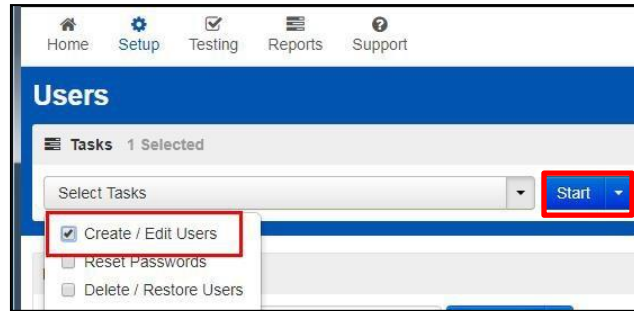 Home Setup Testing Reports Support
Users
Tasks 1 Selected
Select Tasks Start
Create / Edit Users
Reset Passwords
Delete / Restore Users